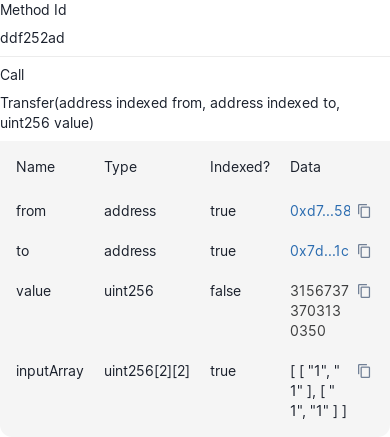 Method Id
ddf252ad
Call
Transfer(address indexed from, address indexed to,
uint256 value)
Name Type Indexed? Data
from address true 0xd7...58
to address true 0x7d...1c
value uint256 false 3156737
370313
0350
inputArray uint256[2][2] true [ [ "1", "
1" ], [ "
1", "1" ] ]